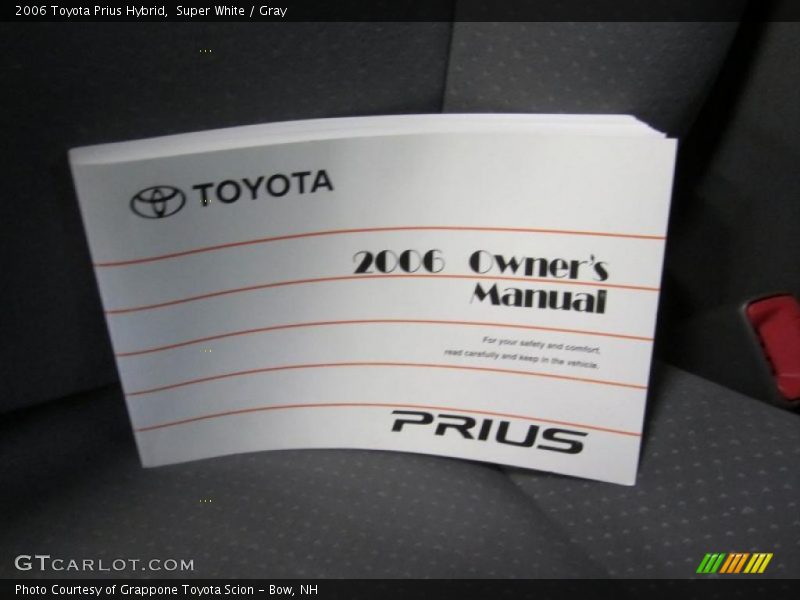 2006 Toyota Prius Hybrid,  Super White / Gray
TOYOTA
2006 Owner's
Manual
For your safety and comfort,
read carefully and keep in the vehicle.
PRIUS
GTCARLOT.COM
Photo Courtesy of Grappone Toyota Scion - Bow, NH